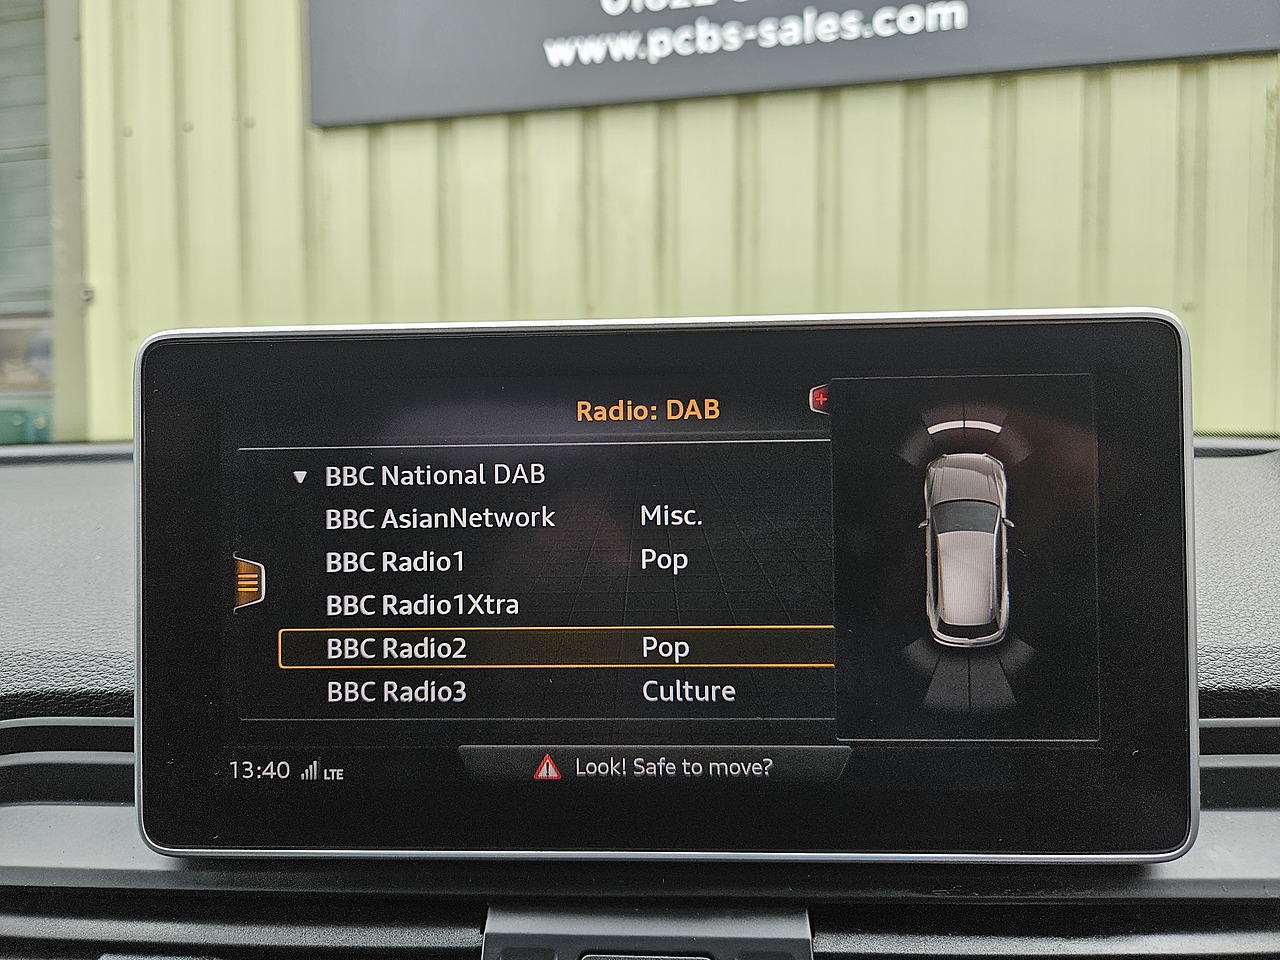 www.pcbs-sales.com
Radio: DAB
BBC National DAB
BBC AsianNetwork Misc.
BBC Radio1 Pop
BBC Radio1Xtra
BBC Radio2 Pop
BBC Radio3 Culture
13:40 LTE Look! Safe to move?